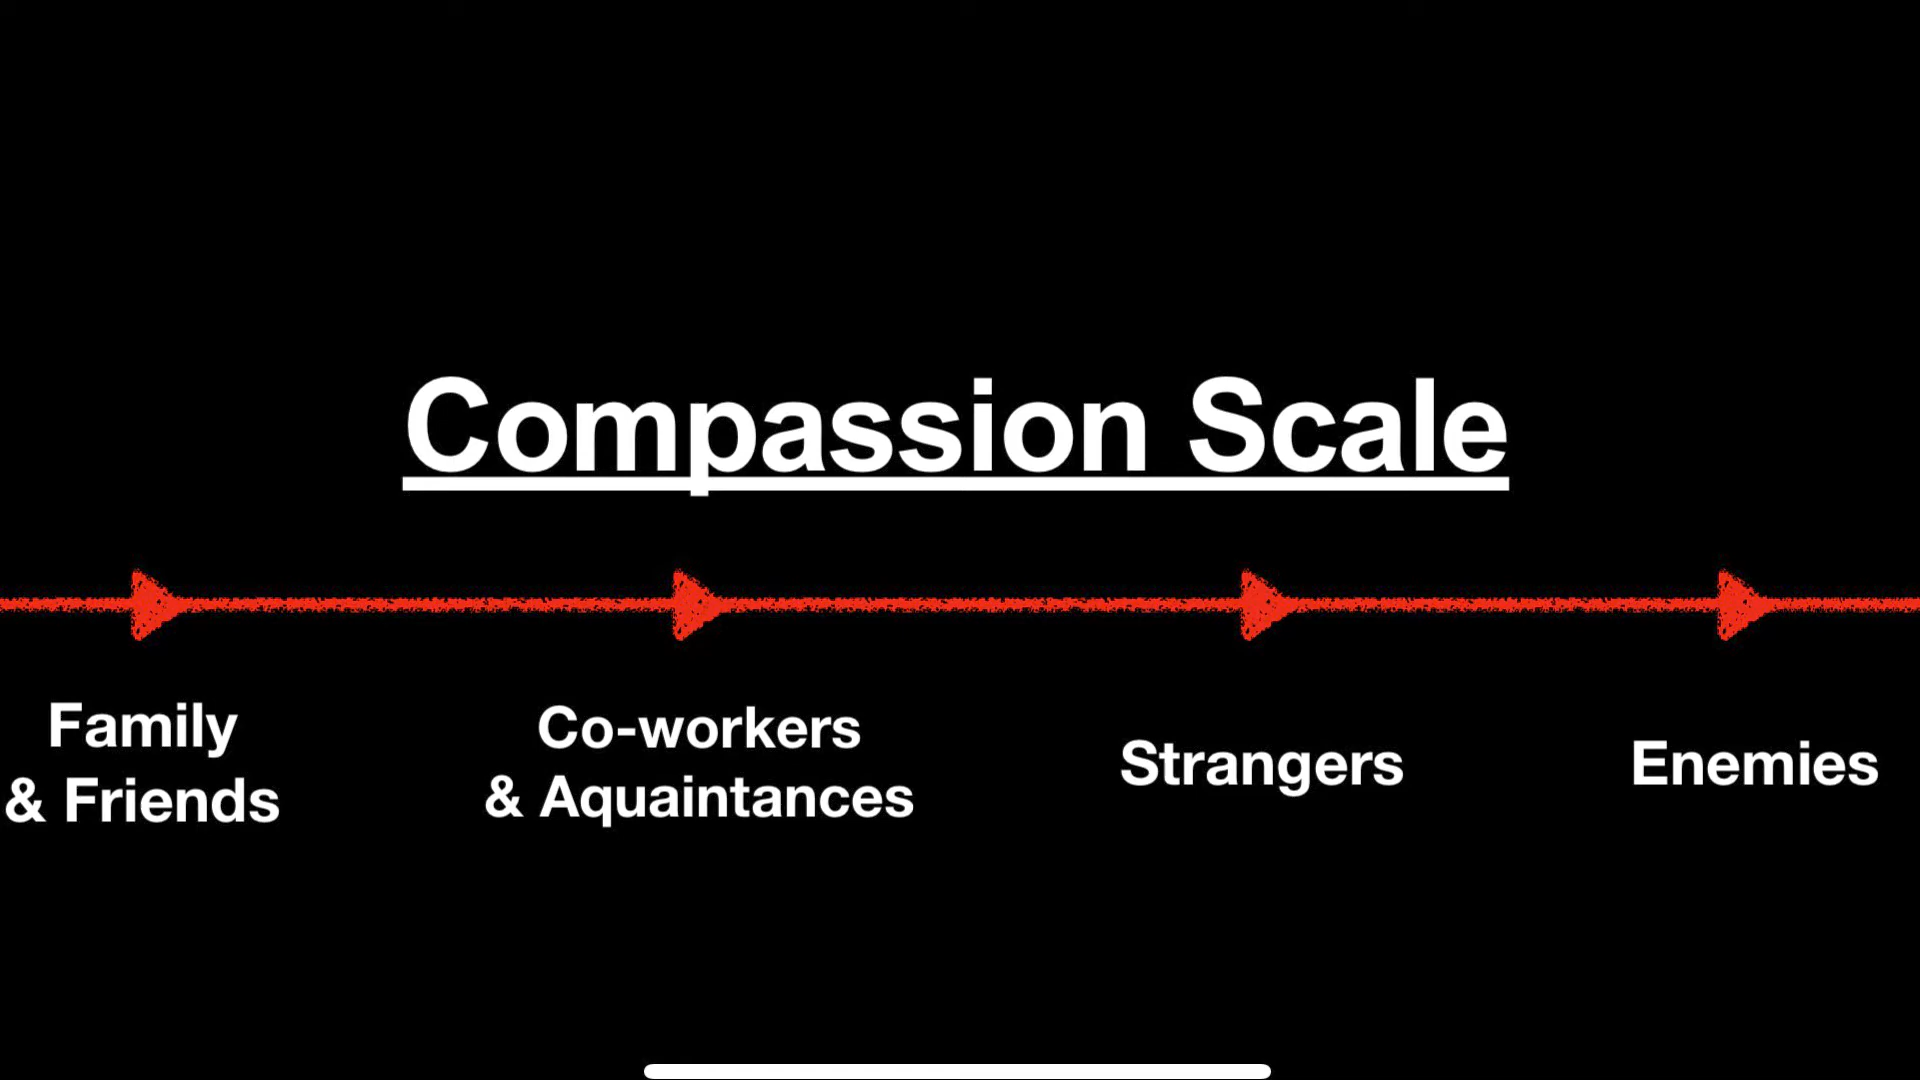 Compassion Scale
Family
& Friends
Co-workers
& Aquaintances
Strangers
Enemies